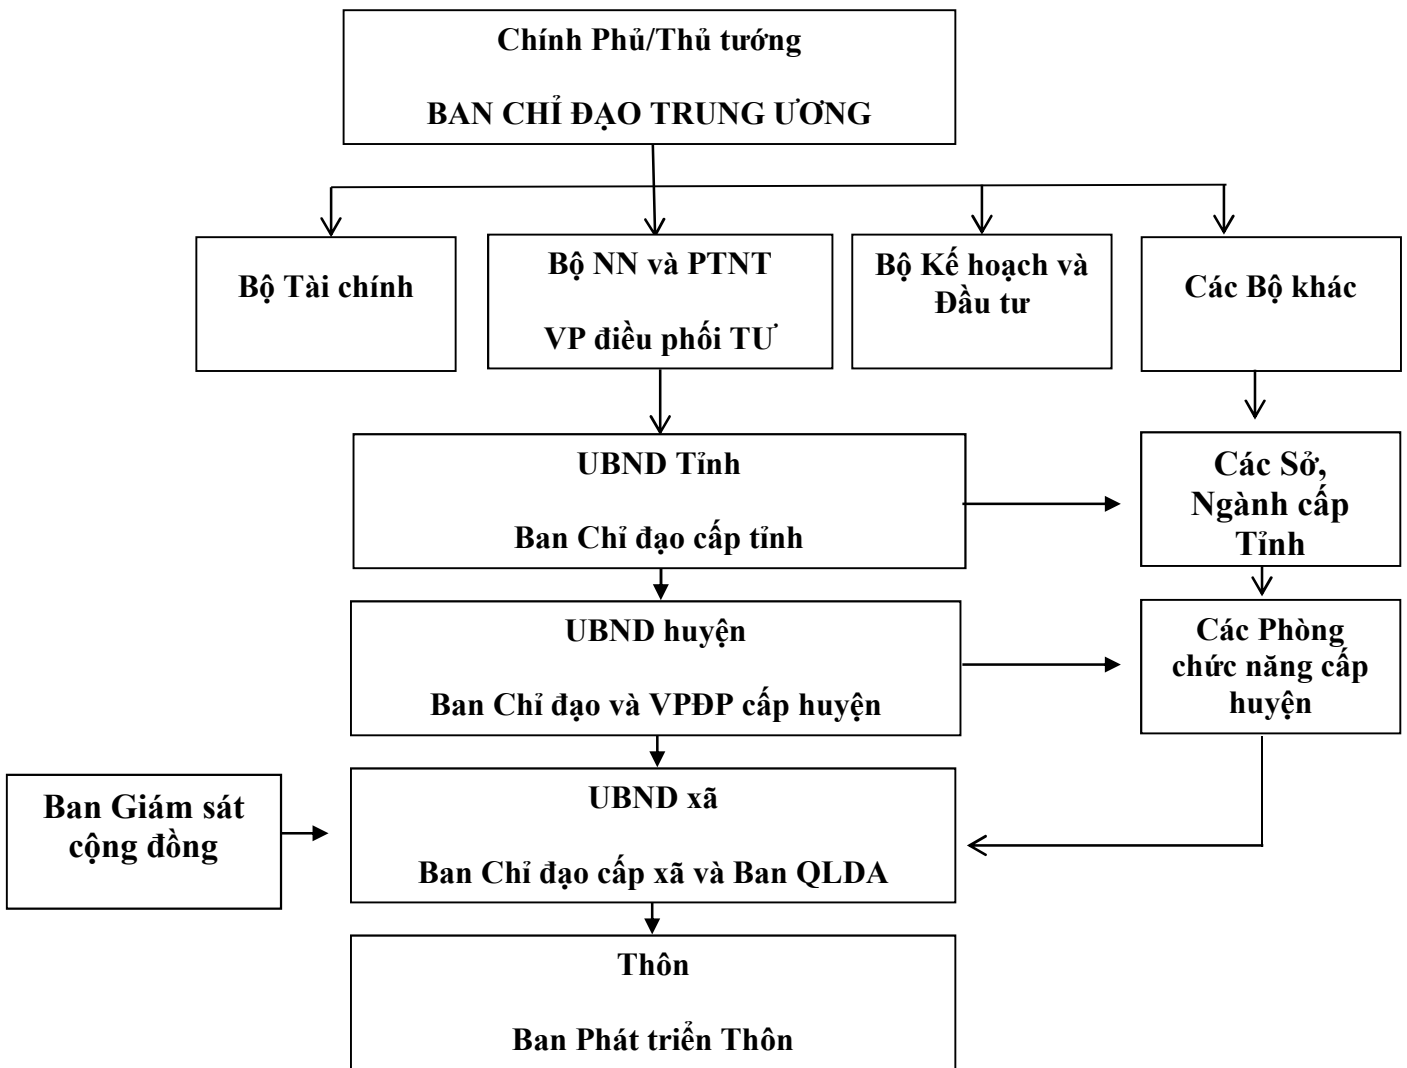 Chính Phủ/Thủ tướng
BAN CHỈ ĐẠO TRUNG ƯƠNG
Bộ Tài chính
Bộ NN và PTNT
VP điều phối TƯ
Bộ Kế hoạch và
Đầu tư
Các Bộ khác
UBND Tỉnh
Ban Chỉ đạo cấp tỉnh
Các Sở,
Ngành cấp
Tỉnh
UBND huyện
Ban Chỉ đạo và VPĐP cấp huyện
Các Phòng
chức năng cấp
huyện
Ban Giám sát
cộng đồng
UBND xã
Ban Chỉ đạo cấp xã và Ban QLDA
Thôn
Ban Phát triển Thôn